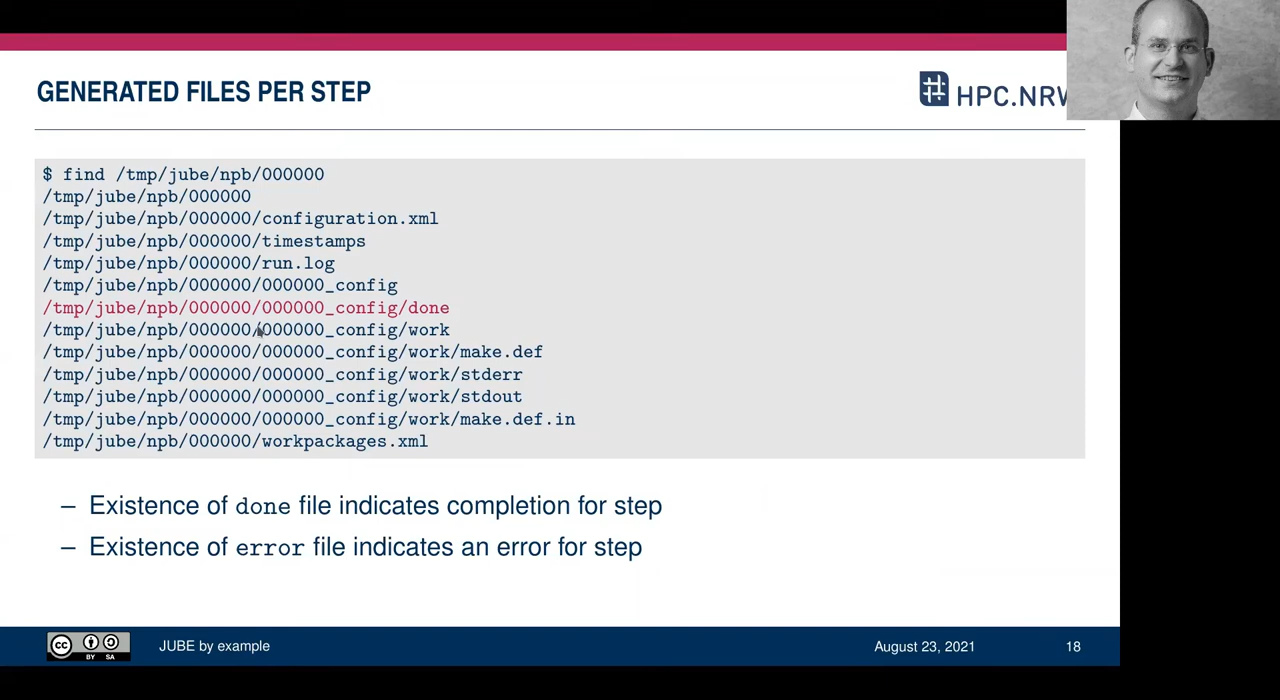 GENERATED FILES PER STEP
HPC.NRW
$ find /tmp/jube/npb/000000
/tmp/jube/npb/000000
/tmp/jube/npb/000000/configuration.xml
/tmp/jube/npb/000000/timestamps
/tmp/jube/npb/000000/run.log
/tmp/jube/npb/000000/000000_config
/tmp/jube/npb/000000/000000_config/done
/tmp/jube/npb/000000/000000_config/work
/tmp/jube/npb/000000/000000_config/work/make.def
/tmp/jube/npb/000000/000000_config/work/stderr
/tmp/jube/npb/000000/000000_config/work/stdout
/tmp/jube/npb/000000/000000_config/work/make.def.in
/tmp/jube/npb/000000/workpackages.xml
– Existence of done file indicates completion for step
– Existence of error file indicates an error for step
cc BY SA
JUBE by example
August 23, 2021
18